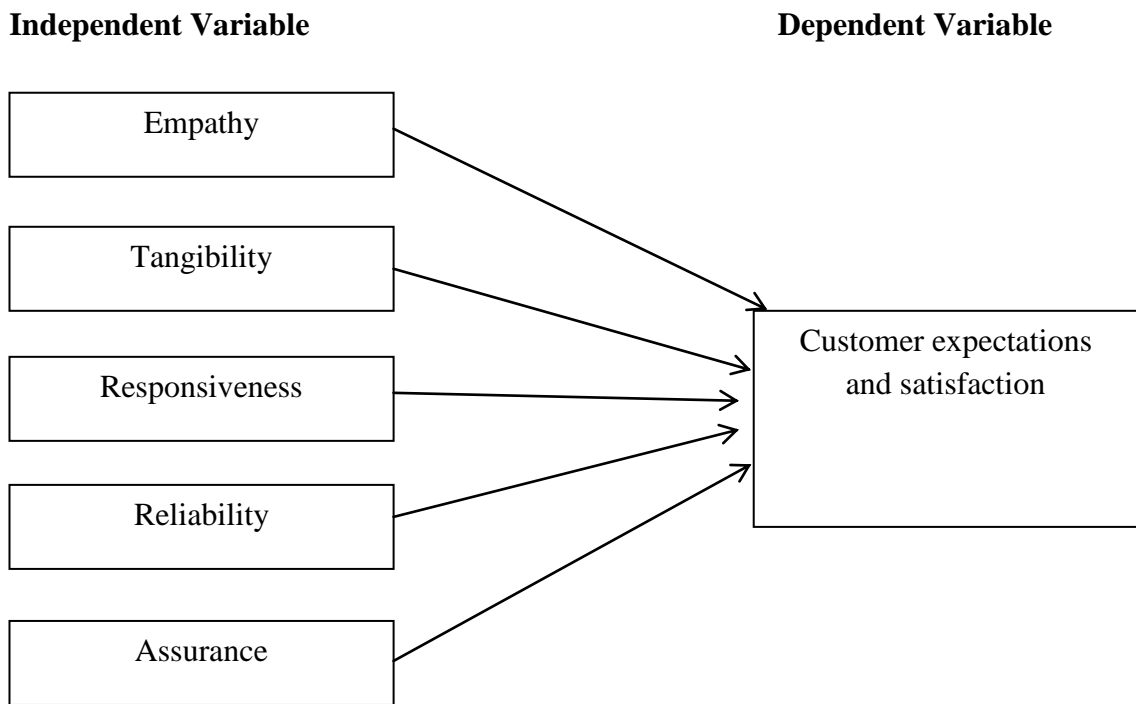 Independent Variable
Dependent Variable
Empathy
Tangibility
Responsiveness
Reliability
Assurance
Customer expectations
and satisfaction